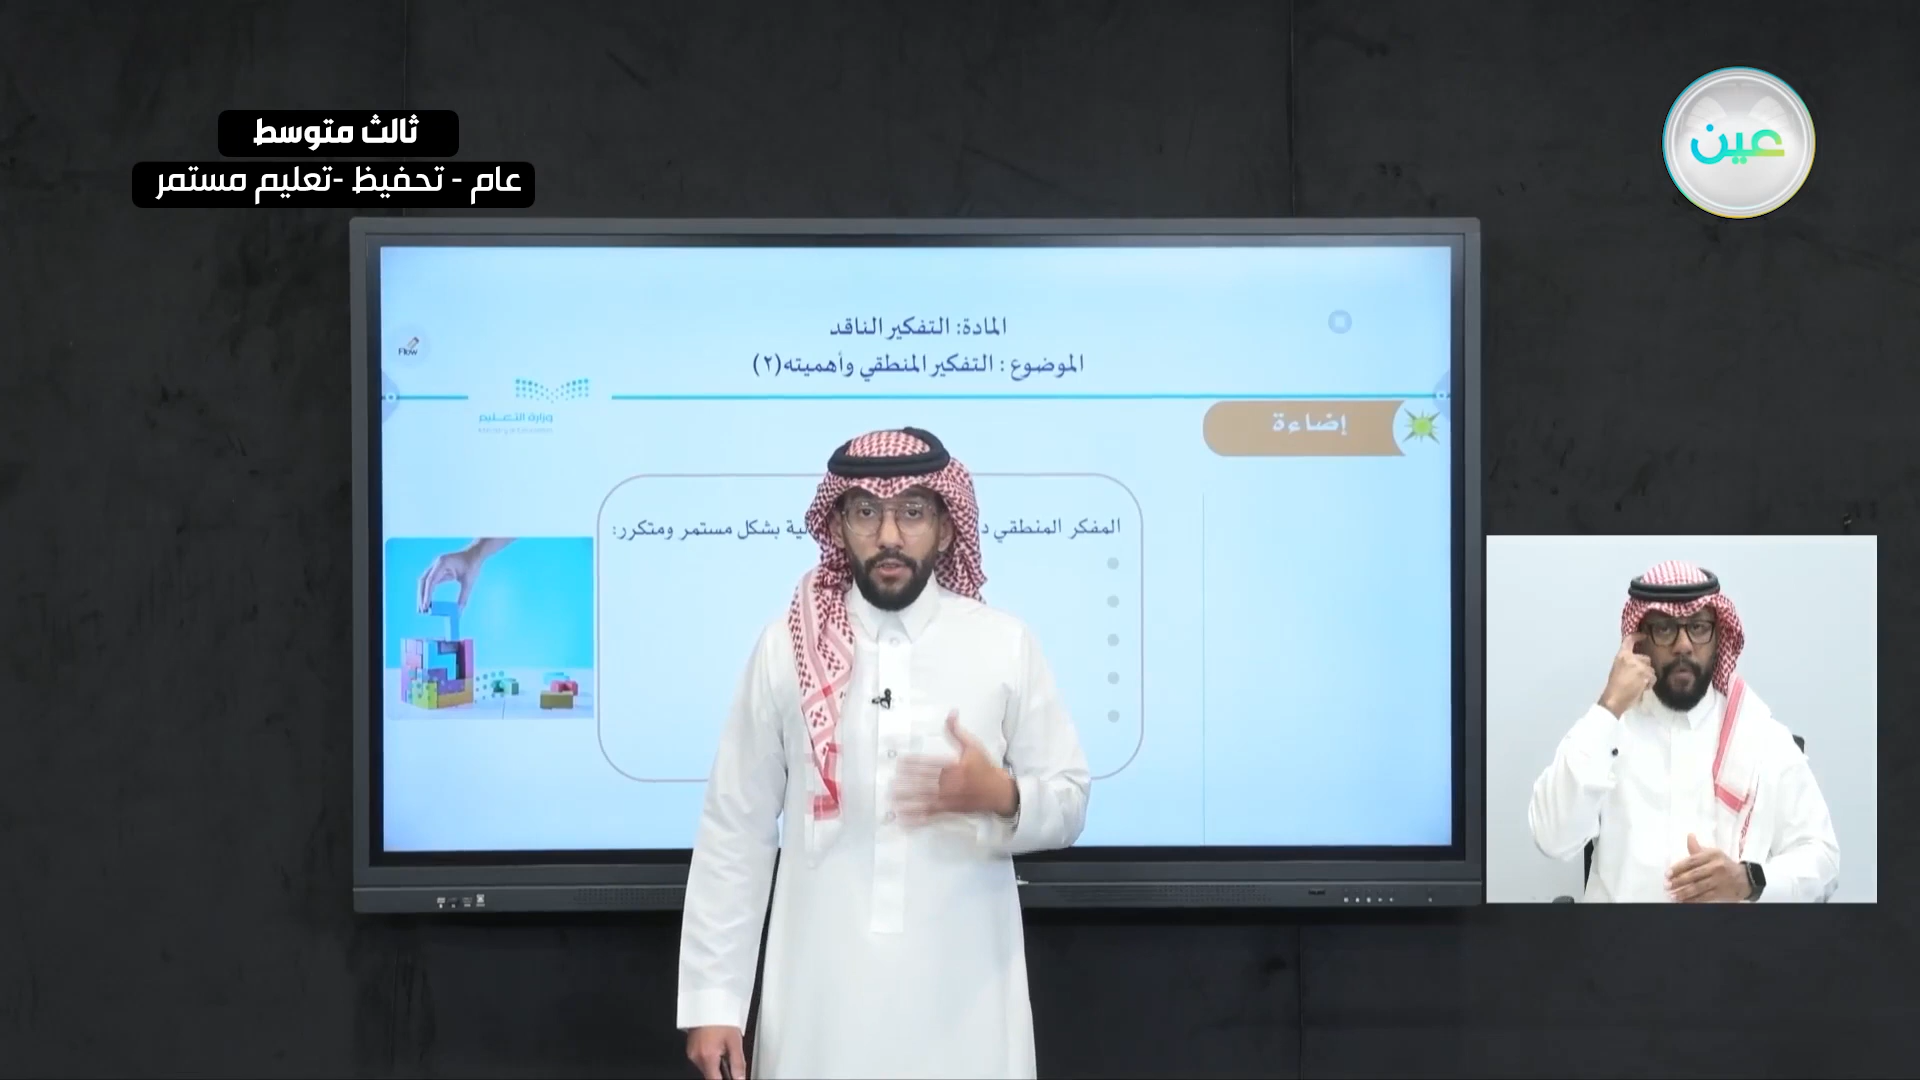 ثالث متوسط
عام - تحفيظ -تعليم مستمر
عين
المادة: التفكير الناقد
الموضوع : التفكير المنطقي وأهميته(٢)
Flow
وزارة التعليم
إضاءة
المفكر المنطقي
بشكل مستمر ومتكرر: